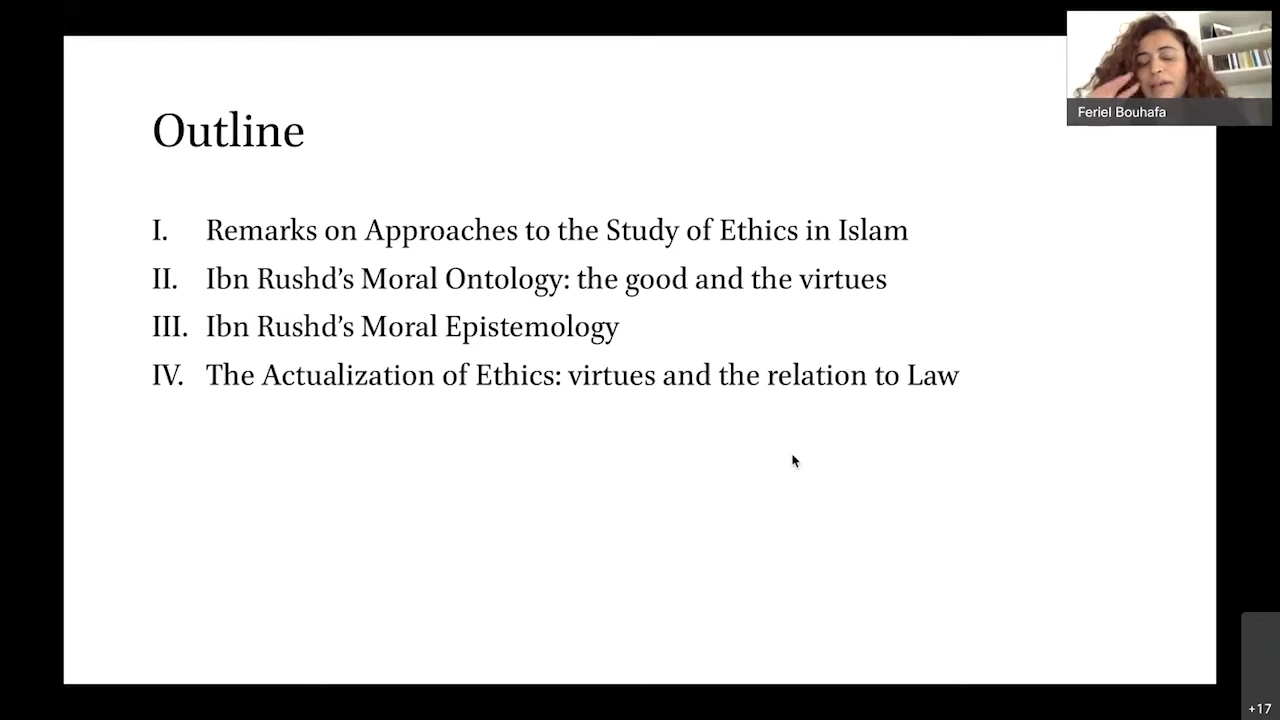 Outline
I. Remarks on Approaches to the Study of Ethics in Islam
II. Ibn Rushd’s Moral Ontology: the good and the virtues
III. Ibn Rushd’s Moral Epistemology
IV. The Actualization of Ethics: virtues and the relation to Law
Feriel Bouhafa
+17